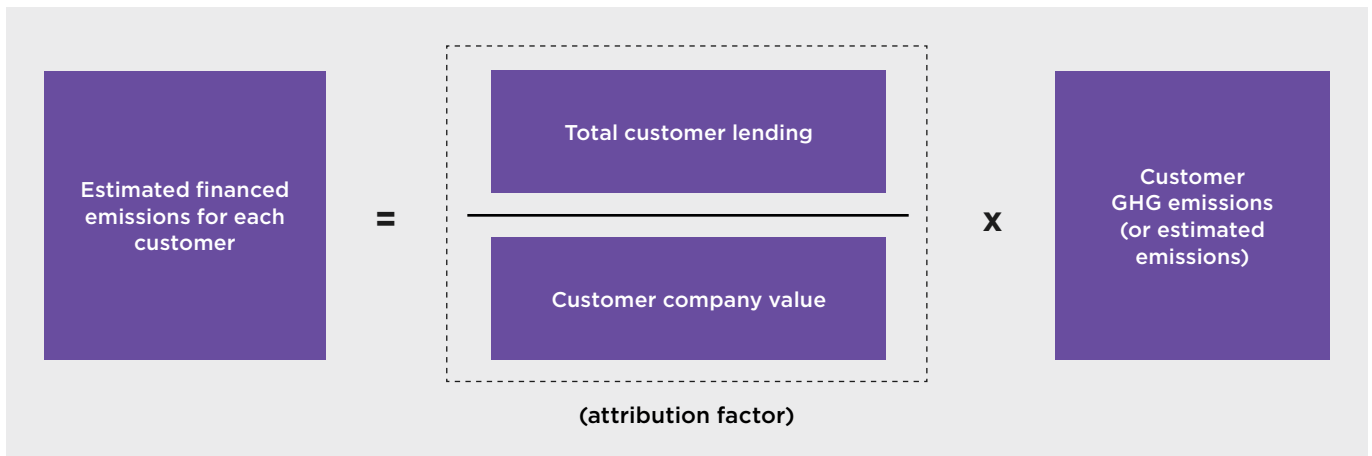 Estimated financed
emissions for each
customer
=
Total customer lending
Customer company value
(attribution factor)
x
Customer
GHG emissions
(or estimated
emissions)